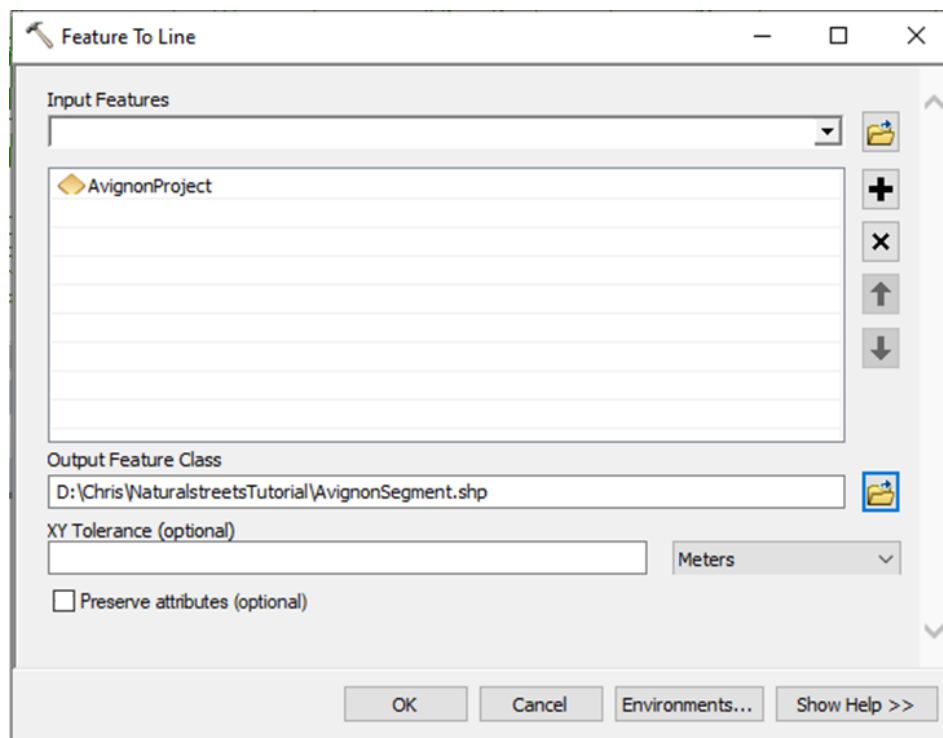 Feature To Line
Input Features
AvignonProject
Output Feature Class
D:\Chris\NaturalstreetsTutorial\AvignonSegment.shp
XY Tolerance (optional)
Meters
Preserve attributes (optional)
OK Cancel Environments... Show Help >>